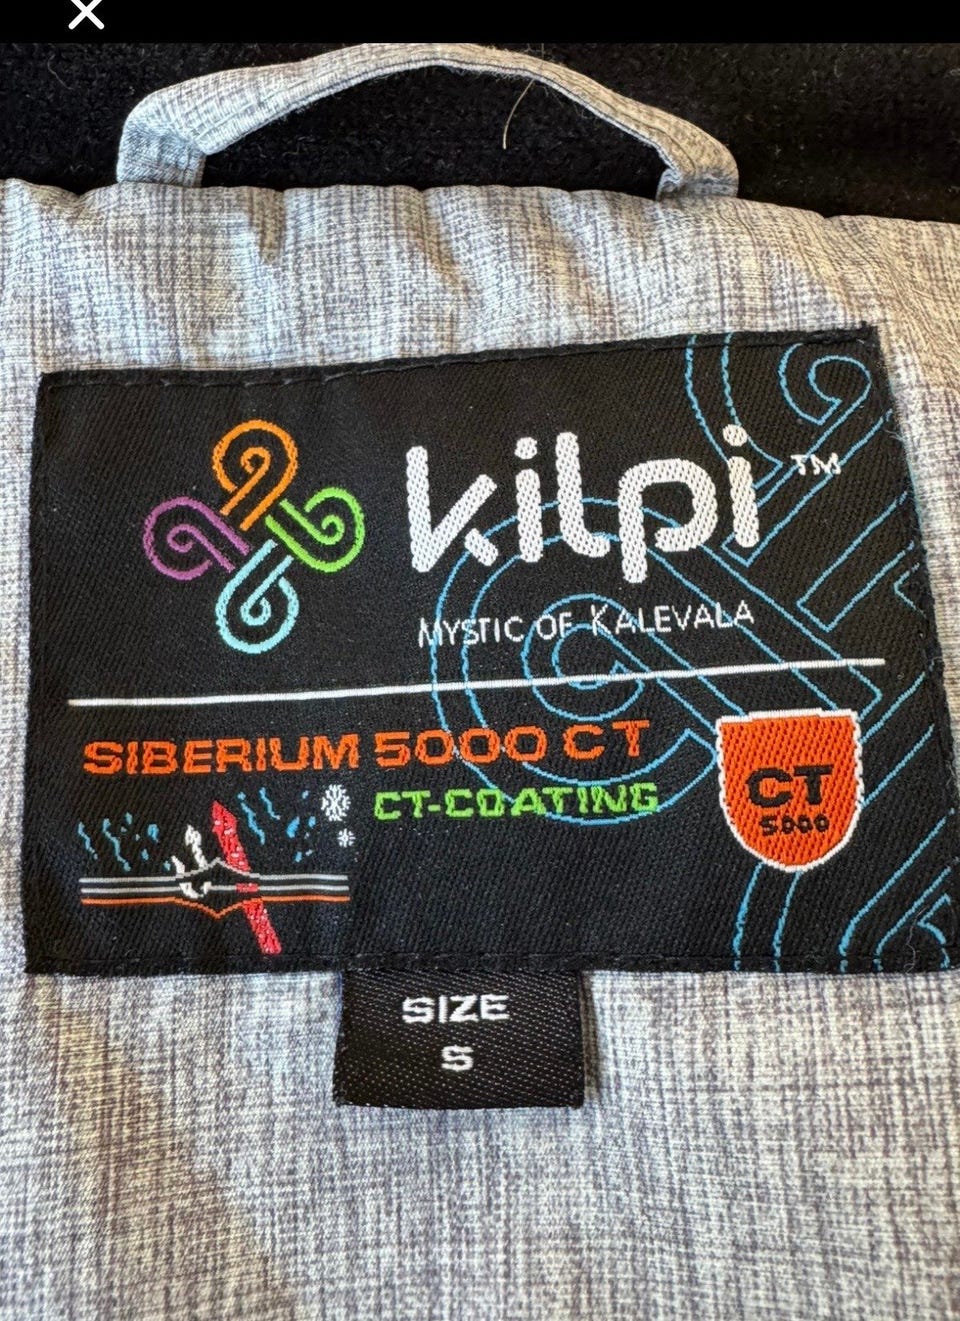 kilpi™
MYSTIC OF KALEVALA
SIBERIUM 5000 CT
CT-COATING
CT
5000
SIZE
S